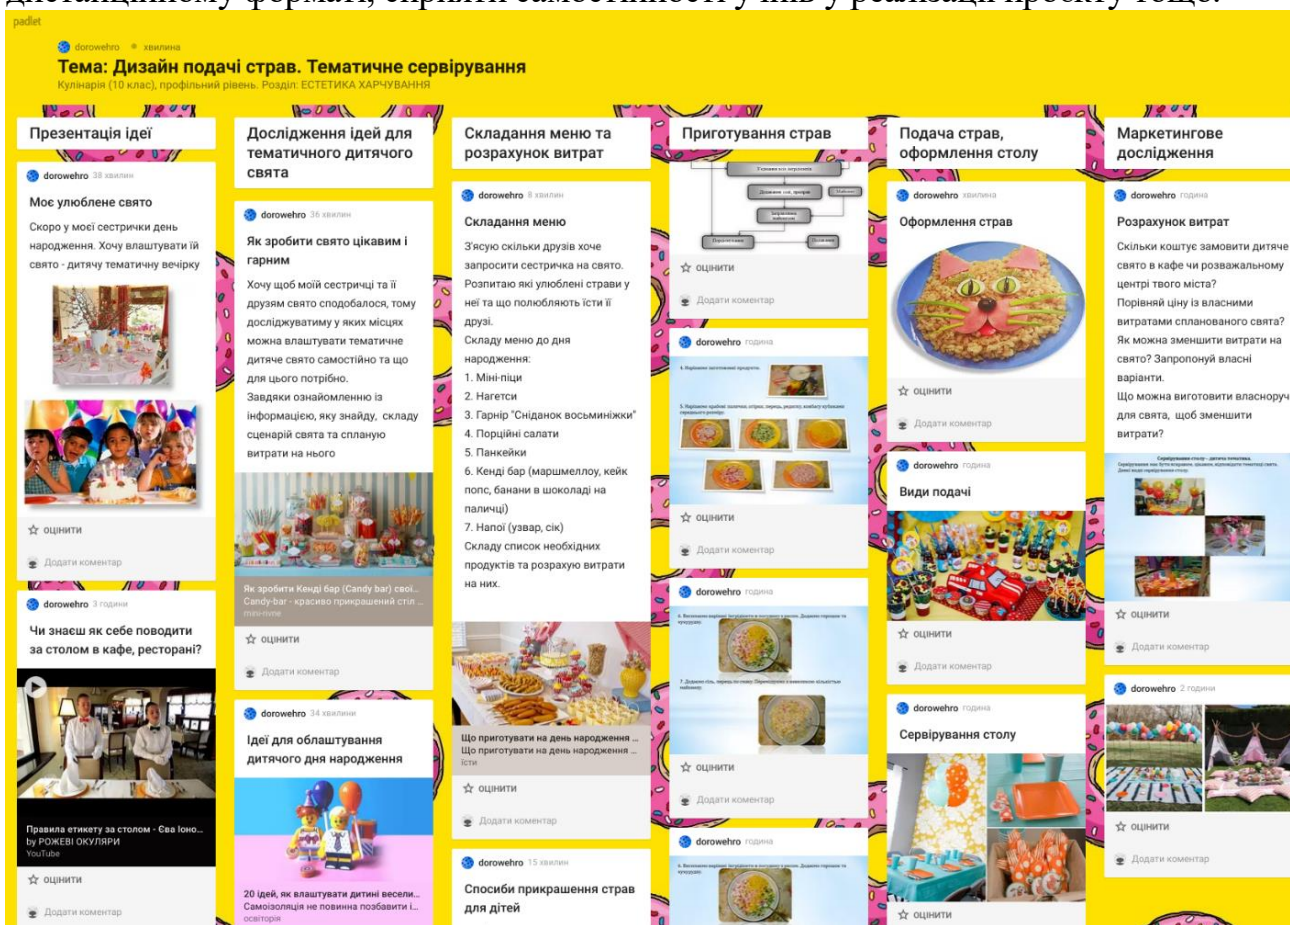 дистанційному форматі, сприяти самостійності учнів у реалізації проєкту тощо.
padlet
dorowehro хвилина
Тема: Дизайн подачі страв. Тематичне сервірування
Кулінарія (10 клас), профільний рівень. Розділ: ЕСТЕТИКА ХАРЧУВАННЯ
Презентація ідеї
dorowehro 38 хвилин
Моє улюблене свято
Скоро у моєї сестрички день
народження. Хочу влаштувати їй
свято - дитячу тематичну вечірку
оцінити
Додати коментар
dorowehro 3 години
Чи знаєш як себе поводити
за столом в кафе, ресторані?
Правила етикету за столом - Єва Іоно...
by РОЖЕВІ ОКУЛЯРИ
YouTube
оцінити
Додати коментар
Дослідження ідей для
тематичного дитячого
свята
dorowehro 36 хвилин
Як зробити свято цікавим і
гарним
Хочу щоб моїй сестричці та її
друзям свято сподобалося, тому
досліджуватиму у яких місцях
можна влаштувати тематичне
дитяче свято самостійно та що
для цього потрібно.
Завдяки ознайомленню із
інформацією, яку знайду, складу
сценарій свята та спланую
витрати на нього
Як зробити Кенді бар (Candy bar) свої...
Candy-bar - красиво прикрашений стіл ...
mini-rivne
оцінити
Додати коментар
dorowehro 34 хвилини
Ідеї для облаштування
дитячого дня народження
20 ідей, як влаштувати дитині весели...
Самоізоляція не повинна позбавити і...
освіторія
Складання меню та
розрахунок витрат
dorowehro 8 хвилин
Складання меню
З'ясую скільки друзів хоче
запросити сестричка на свято.
Розпитаю які улюблені страви у
неї та що полюбляють їсти її
друзі.
Складу меню до дня
народження:
1. Міні-піци
2. Нагетси
3. Гарнір "Сніданок восьминіжки"
4. Порційні салати
5. Панкейки
6. Кенді бар (маршмеллоу, кейк
попс, банани в шоколаді на
паличці)
7. Напої (узвар, сік)
Складу список необхідних
продуктів та розрахую витрати
на них.
Що приготувати на день народження ...
Що приготувати на день народження ...
їсти
оцінити
Додати коментар
dorowehro 15 хвилин
Способи прикрашення страв
для дітей
Приготування страв
оцінити
Додати коментар
dorowehro година
4. Нарізаємо заготовлені продукти.
оцінити
Додати коментар
dorowehro година
оцінити
Додати коментар
dorowehro година
Подача страв,
оформлення столу
dorowehro хвилина
Оформлення страв
оцінити
Додати коментар
dorowehro година
Види подачі
оцінити
Додати коментар
dorowehro година
Сервірування столу
оцінити
Маркетингове
дослідження
dorowehro година
Розрахунок витрат
Скільки коштує замовити дитяче
свято в кафе чи розважальному
центрі твого міста?
Порівняй ціну із власними
витратами спланованого свята?
Як можна зменшити витрати на
свято? Запропонуй власні
варіанти.
Що можна виготовити власноруч
для свята, щоб зменшити
витрати?
Сервірування столу – дитяча тематика.
оцінити
Додати коментар
dorowehro 2 години
оцінити
Додати коментар